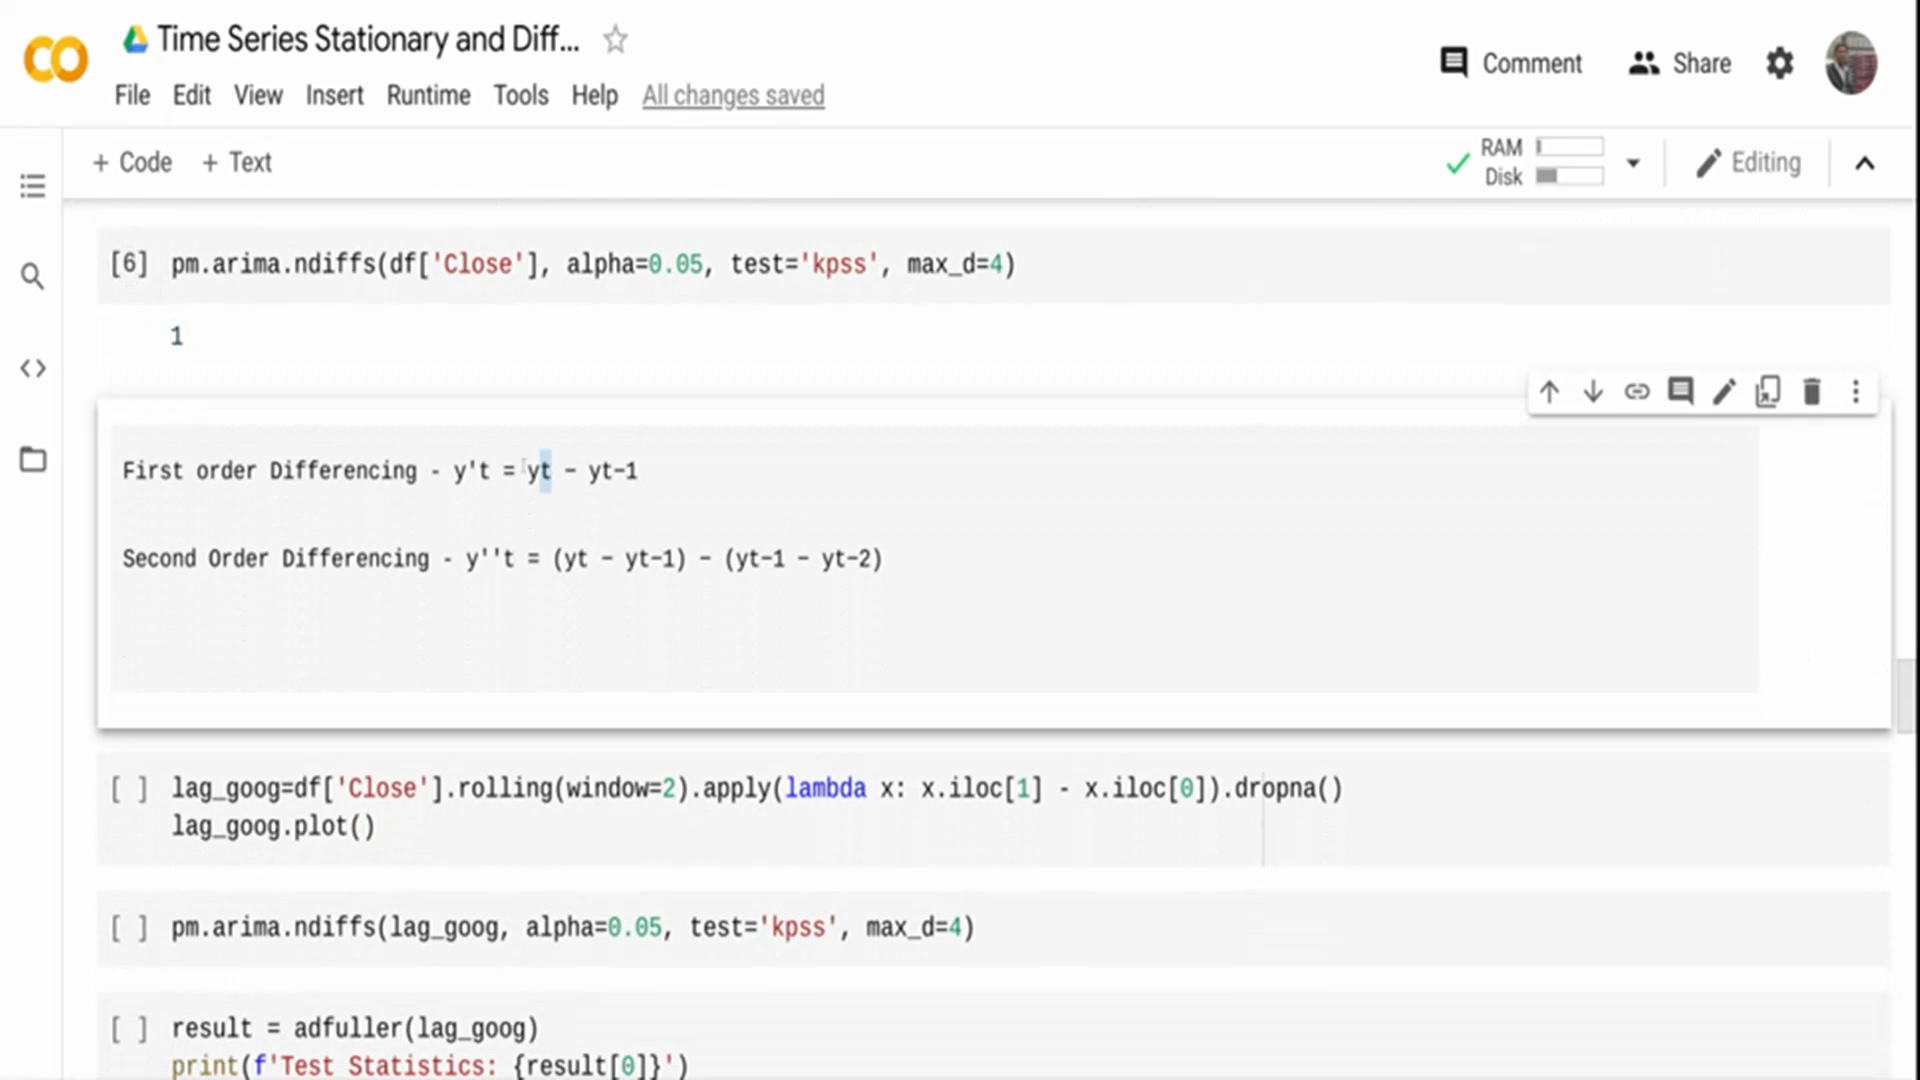 Time Series Stationary and Diff...
Comment
Share
File Edit View Insert Runtime Tools Help All changes saved
+ Code + Text
RAM
Disk
Editing
[6] pm.arima.ndiffs(df['Close'], alpha=0.05, test='kpss', max_d=4)
1
First order Differencing - y't = yt − yt−1
Second Order Differencing - y''t = (yt − yt−1) − (yt−1 − yt−2)
[ ] lag_goog=df['Close'].rolling(window=2).apply(lambda x: x.iloc[1] - x.iloc[0]).dropna()
lag_goog.plot()
[ ] pm.arima.ndiffs(lag_goog, alpha=0.05, test='kpss', max_d=4)
[ ] result = adfuller(lag_goog)
print(f'Test Statistics: {result[0]}')